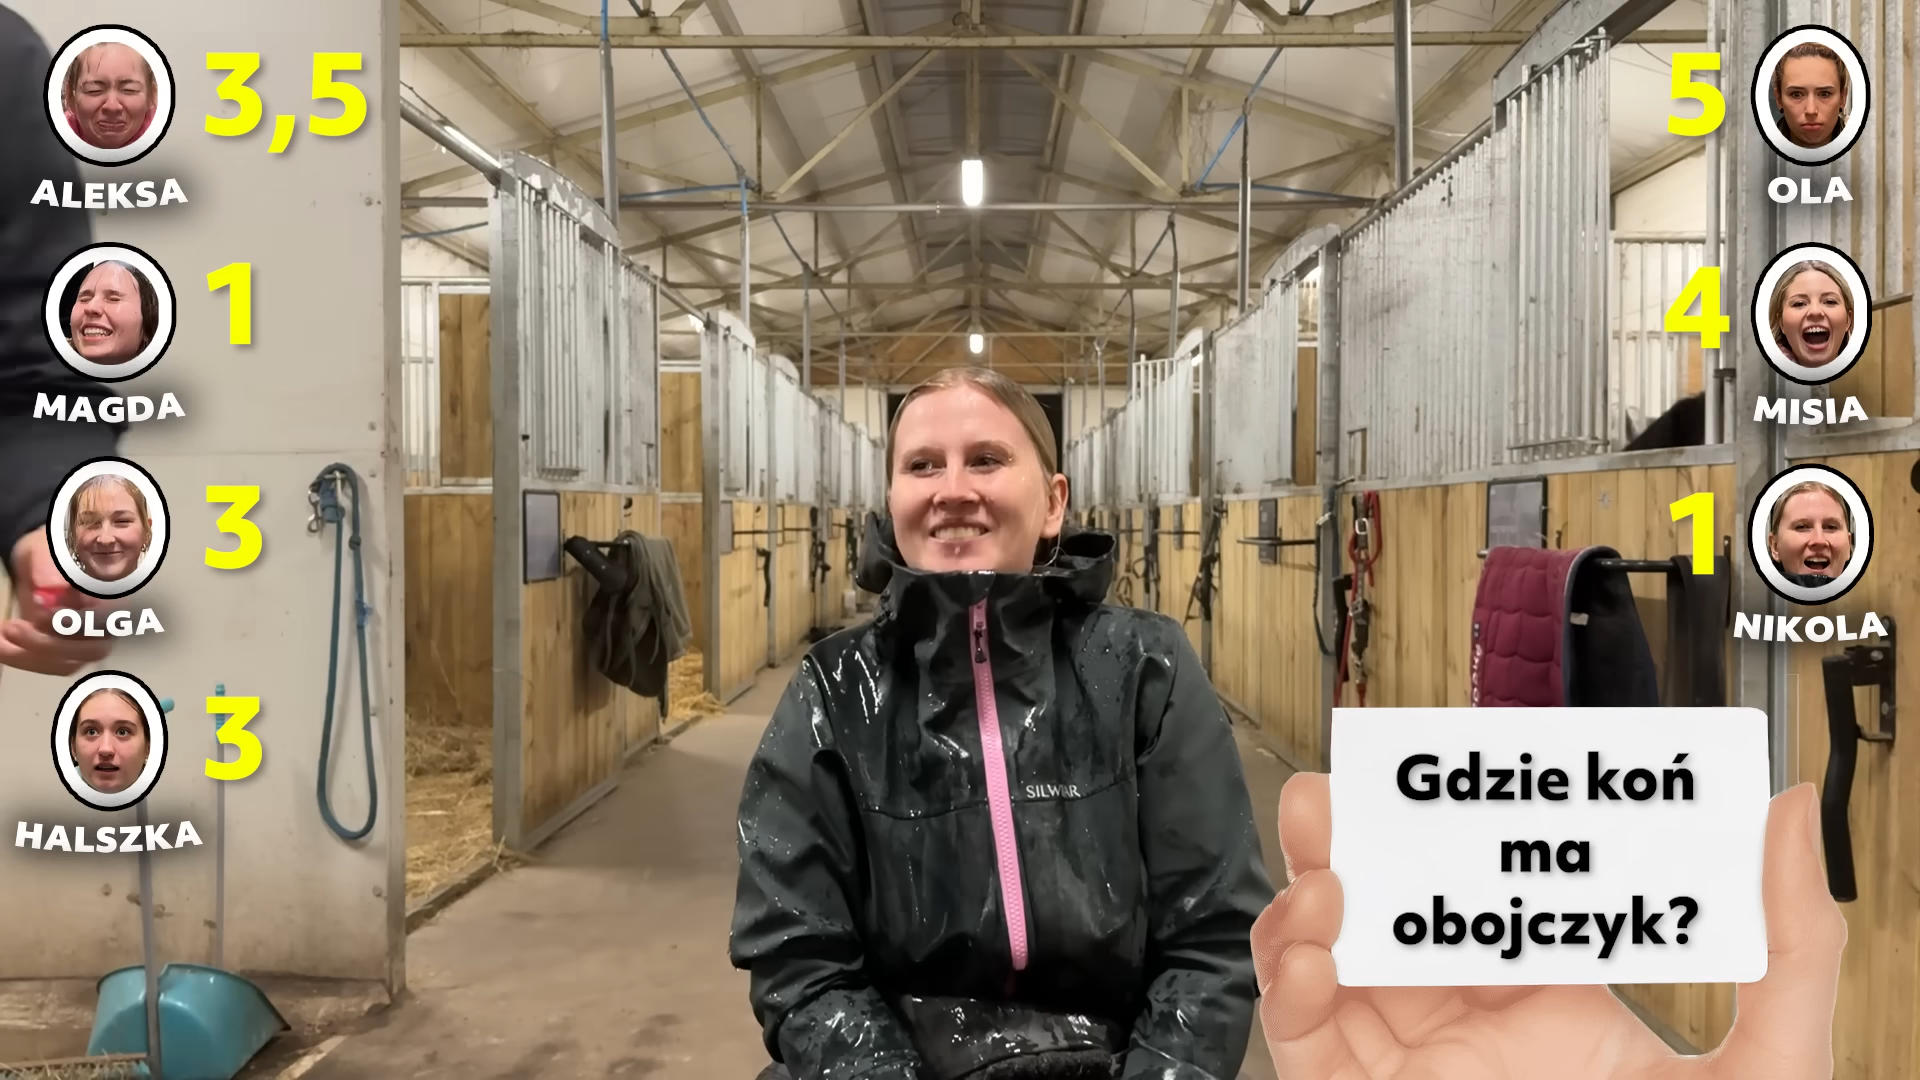 ALEKSA 3,5
MAGDA 1
OLGA 3
HALSZKA 3
5 OLA
4 MISIA
1 NIKOLA
SILWAR
Gdzie koń
ma
obojczyk?